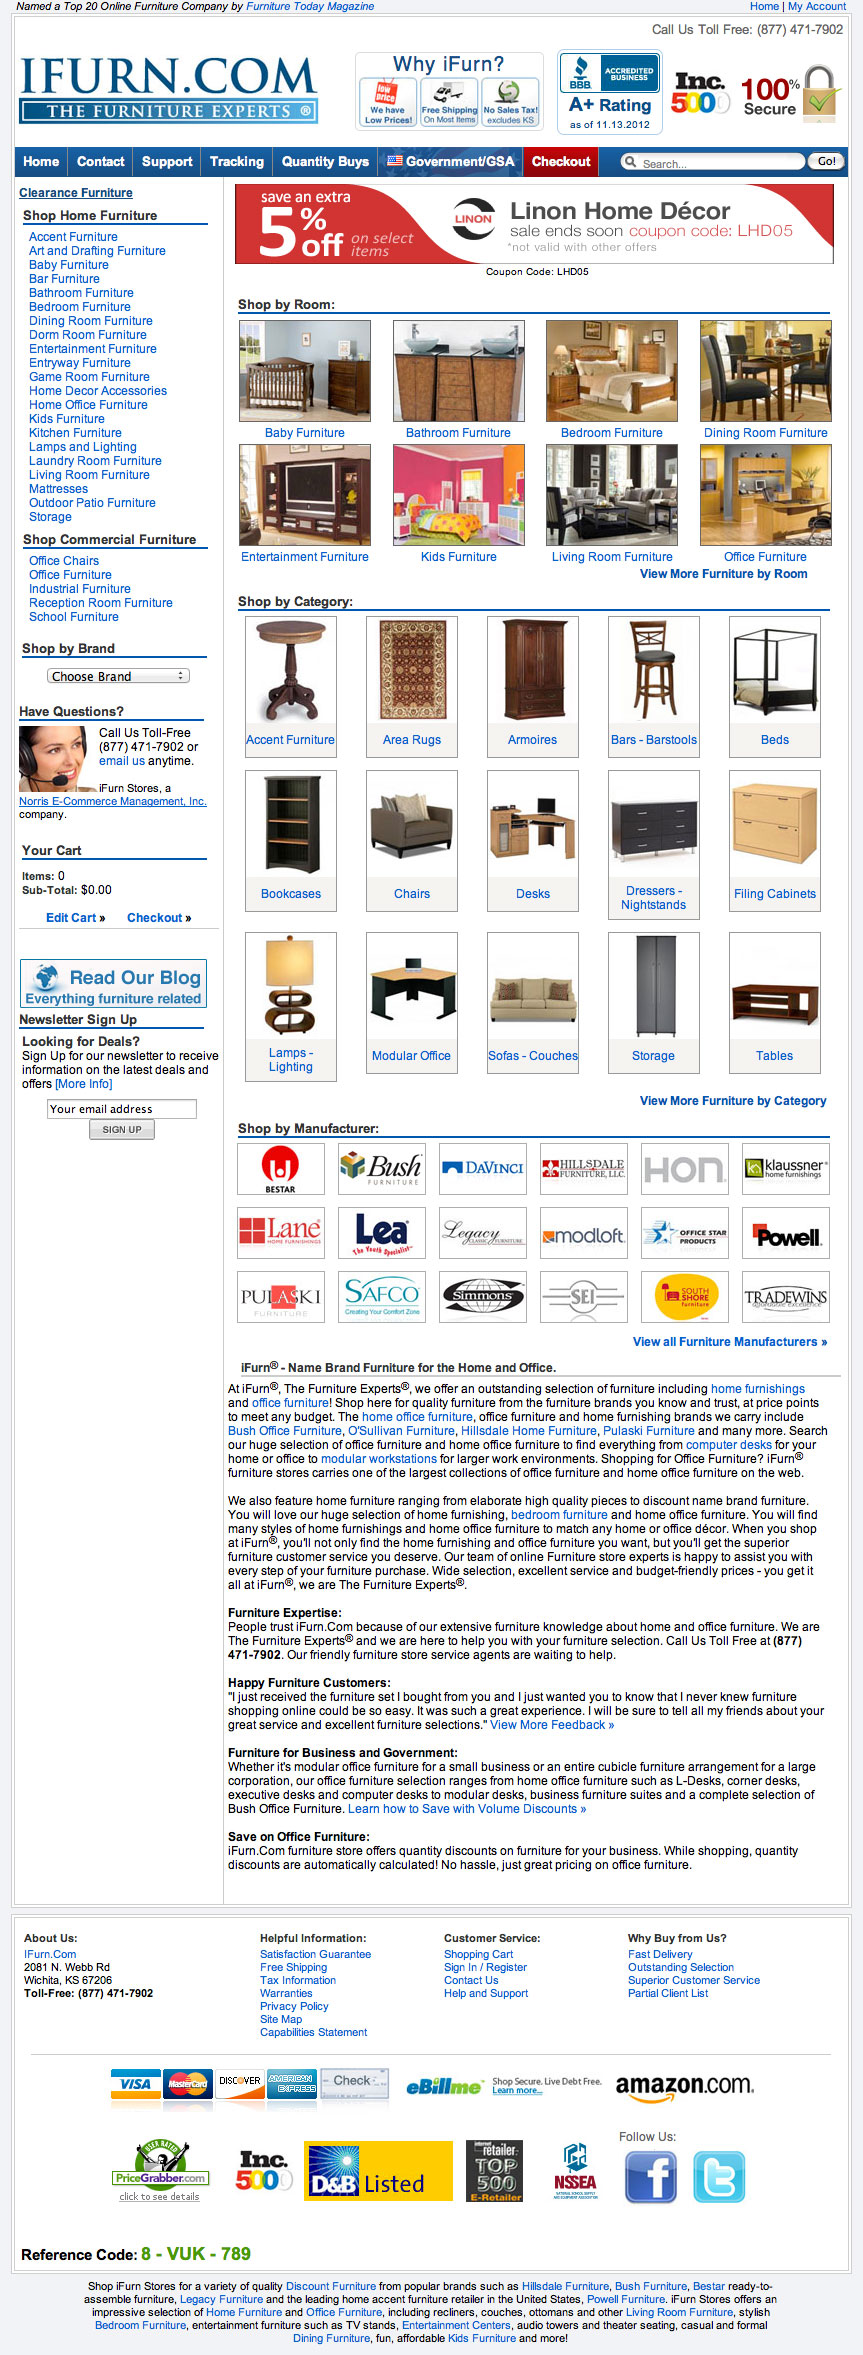 Named a Top 20 Online Furniture Company by Furniture Today Magazine
Home | My Account
Call Us Toll Free: (877) 471-7902
IFURN.COM
THE FURNITURE EXPERTS ®
Why iFurn?
low price
We have Low Prices!
Free Shipping On Most Items
No Sales Tax! excludes KS
BBB
ACCREDITED BUSINESS
A+ Rating
as of 11.13.2012
Inc. 5000
100% Secure
Home
Contact
Support
Tracking
Quantity Buys
Government/GSA
Checkout
Search...
Go!
Clearance Furniture
Shop Home Furniture
Accent Furniture
Art and Drafting Furniture
Baby Furniture
Bar Furniture
Bathroom Furniture
Bedroom Furniture
Dining Room Furniture
Dorm Room Furniture
Entertainment Furniture
Entryway Furniture
Game Room Furniture
Home Decor Accessories
Home Office Furniture
Kids Furniture
Kitchen Furniture
Lamps and Lighting
Laundry Room Furniture
Living Room Furniture
Mattresses
Outdoor Patio Furniture
Storage
Shop Commercial Furniture
Office Chairs
Office Furniture
Industrial Furniture
Reception Room Furniture
School Furniture
Shop by Brand
Choose Brand
Have Questions?
Call Us Toll-Free
(877) 471-7902 or
email us anytime.
iFurn Stores, a
Norris E-Commerce Management, Inc.
company.
Your Cart
Items: 0
Sub-Total: $0.00
Edit Cart »
Checkout »
Read Our Blog
Everything furniture related
Newsletter Sign Up
Looking for Deals?
Sign Up for our newsletter to receive
information on the latest deals and
offers [More Info]
Your email address
SIGN UP
save an extra
5% off
on select items
LINON
Linon Home Décor
sale ends soon coupon code: LHD05
*not valid with other offers
Coupon Code: LHD05
Shop by Room:
Baby Furniture
Bathroom Furniture
Bedroom Furniture
Dining Room Furniture
Entertainment Furniture
Kids Furniture
Living Room Furniture
Office Furniture
View More Furniture by Room
Shop by Category:
Accent Furniture
Area Rugs
Armoires
Bars - Barstools
Beds
Bookcases
Chairs
Desks
Dressers - Nightstands
Filing Cabinets
Lamps - Lighting
Modular Office
Sofas - Couches
Storage
Tables
View More Furniture by Category
Shop by Manufacturer:
BESTAR
Bush FURNITURE
DAVINCI
HILLSDALE FURNITURE, LLC.
HON
klaussner home furnishings
Lane HOME FURNISHINGS
Lea The Youth Specialist
Legacy CLASSIC FURNITURE
modloft
OFFICE STAR PRODUCTS
Powell
PULASKI FURNITURE
SAFCO Creating Your Comfort Zone
Simmons
SEI
SOUTH SHORE furniture
TRADEWINS
View all Furniture Manufacturers »
iFurn® - Name Brand Furniture for the Home and Office.
At iFurn®, The Furniture Experts®, we offer an outstanding selection of furniture including home furnishings
and office furniture! Shop here for quality furniture from the furniture brands you know and trust, at price points
to meet any budget. The home office furniture, office furniture and home furnishing brands we carry include
Bush Office Furniture, O'Sullivan Furniture, Hillsdale Home Furniture, Pulaski Furniture and many more. Search
our huge selection of office furniture and home office furniture to find everything from computer desks for your
home or office to modular workstations for larger work environments. Shopping for Office Furniture? iFurn®
furniture stores carries one of the largest collections of office furniture and home office furniture on the web.
We also feature home furniture ranging from elaborate high quality pieces to discount name brand furniture.
You will love our huge selection of home furnishing, bedroom furniture and home office furniture. You will find
many styles of home furnishings and home office furniture to match any home or office décor. When you shop
at iFurn®, you'll not only find the home furnishing and office furniture you want, but you'll get the superior
furniture customer service you deserve. Our team of online Furniture store experts is happy to assist you with
every step of your furniture purchase. Wide selection, excellent service and budget-friendly prices - you get it
all at iFurn®, we are The Furniture Experts®.
Furniture Expertise:
People trust iFurn.Com because of our extensive furniture knowledge about home and office furniture. We are
The Furniture Experts® and we are here to help you with your furniture selection. Call Us Toll Free at (877)
471-7902. Our friendly furniture store service agents are waiting to help.
Happy Furniture Customers:
"I just received the furniture set I bought from you and I just wanted you to know that I never knew furniture
shopping online could be so easy. It was such a great experience. I will be sure to tell all my friends about your
great service and excellent furniture selections." View More Feedback »
Furniture for Business and Government:
Whether it's modular office furniture for a small business or an entire cubicle furniture arrangement for a large
corporation, our office furniture selection ranges from home office furniture such as L-Desks, corner desks,
executive desks and computer desks to modular desks, business furniture suites and a complete selection of
Bush Office Furniture. Learn how to Save with Volume Discounts »
Save on Office Furniture:
iFurn.Com furniture store offers quantity discounts on furniture for your business. While shopping, quantity
discounts are automatically calculated! No hassle, just great pricing on office furniture.
About Us:
IFurn.Com
2081 N. Webb Rd
Wichita, KS 67206
Toll-Free: (877) 471-7902
Helpful Information:
Satisfaction Guarantee
Free Shipping
Tax Information
Warranties
Privacy Policy
Site Map
Capabilities Statement
Customer Service:
Shopping Cart
Sign In / Register
Contact Us
Help and Support
Why Buy from Us?
Fast Delivery
Outstanding Selection
Superior Customer Service
Partial Client List
VISA
MasterCard
DISCOVER
AMERICAN EXPRESS
Check
eBillme
Shop Secure. Live Debt Free.
Learn more...
amazon.com.
USER RATED
PriceGrabber.com
click to see details
Inc. 5000
D&B Listed
internet retailer
TOP 500
E-Retailer
NSSEA
Follow Us:
Reference Code: 8 - VUK - 789
Shop iFurn Stores for a variety of quality Discount Furniture from popular brands such as Hillsdale Furniture, Bush Furniture, Bestar ready-to-
assemble furniture, Legacy Furniture and the leading home accent furniture retailer in the United States, Powell Furniture. iFurn Stores offers an
impressive selection of Home Furniture and Office Furniture, including recliners, couches, ottomans and other Living Room Furniture, stylish
Bedroom Furniture, entertainment furniture such as TV stands, Entertainment Centers, audio towers and theater seating, casual and formal
Dining Furniture, fun, affordable Kids Furniture and more!